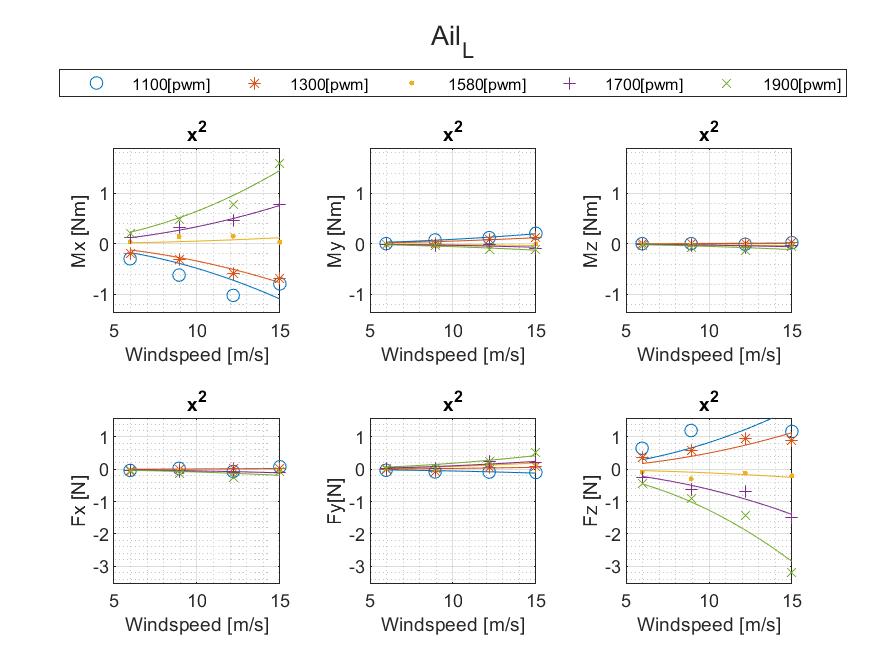 Ail_L
1100[pwm] 1300[pwm] 1580[pwm] 1700[pwm] 1900[pwm]
x²
Mx [Nm]
1
0
-1
5 10 15
Windspeed [m/s]
x²
My [Nm]
1
0
-1
5 10 15
Windspeed [m/s]
x²
Mz [Nm]
1
0
-1
5 10 15
Windspeed [m/s]
x²
Fx [N]
1
0
-1
-2
-3
5 10 15
Windspeed [m/s]
x²
Fy[N]
1
0
-1
-2
-3
5 10 15
Windspeed [m/s]
x²
Fz [N]
1
0
-1
-2
-3
5 10 15
Windspeed [m/s]